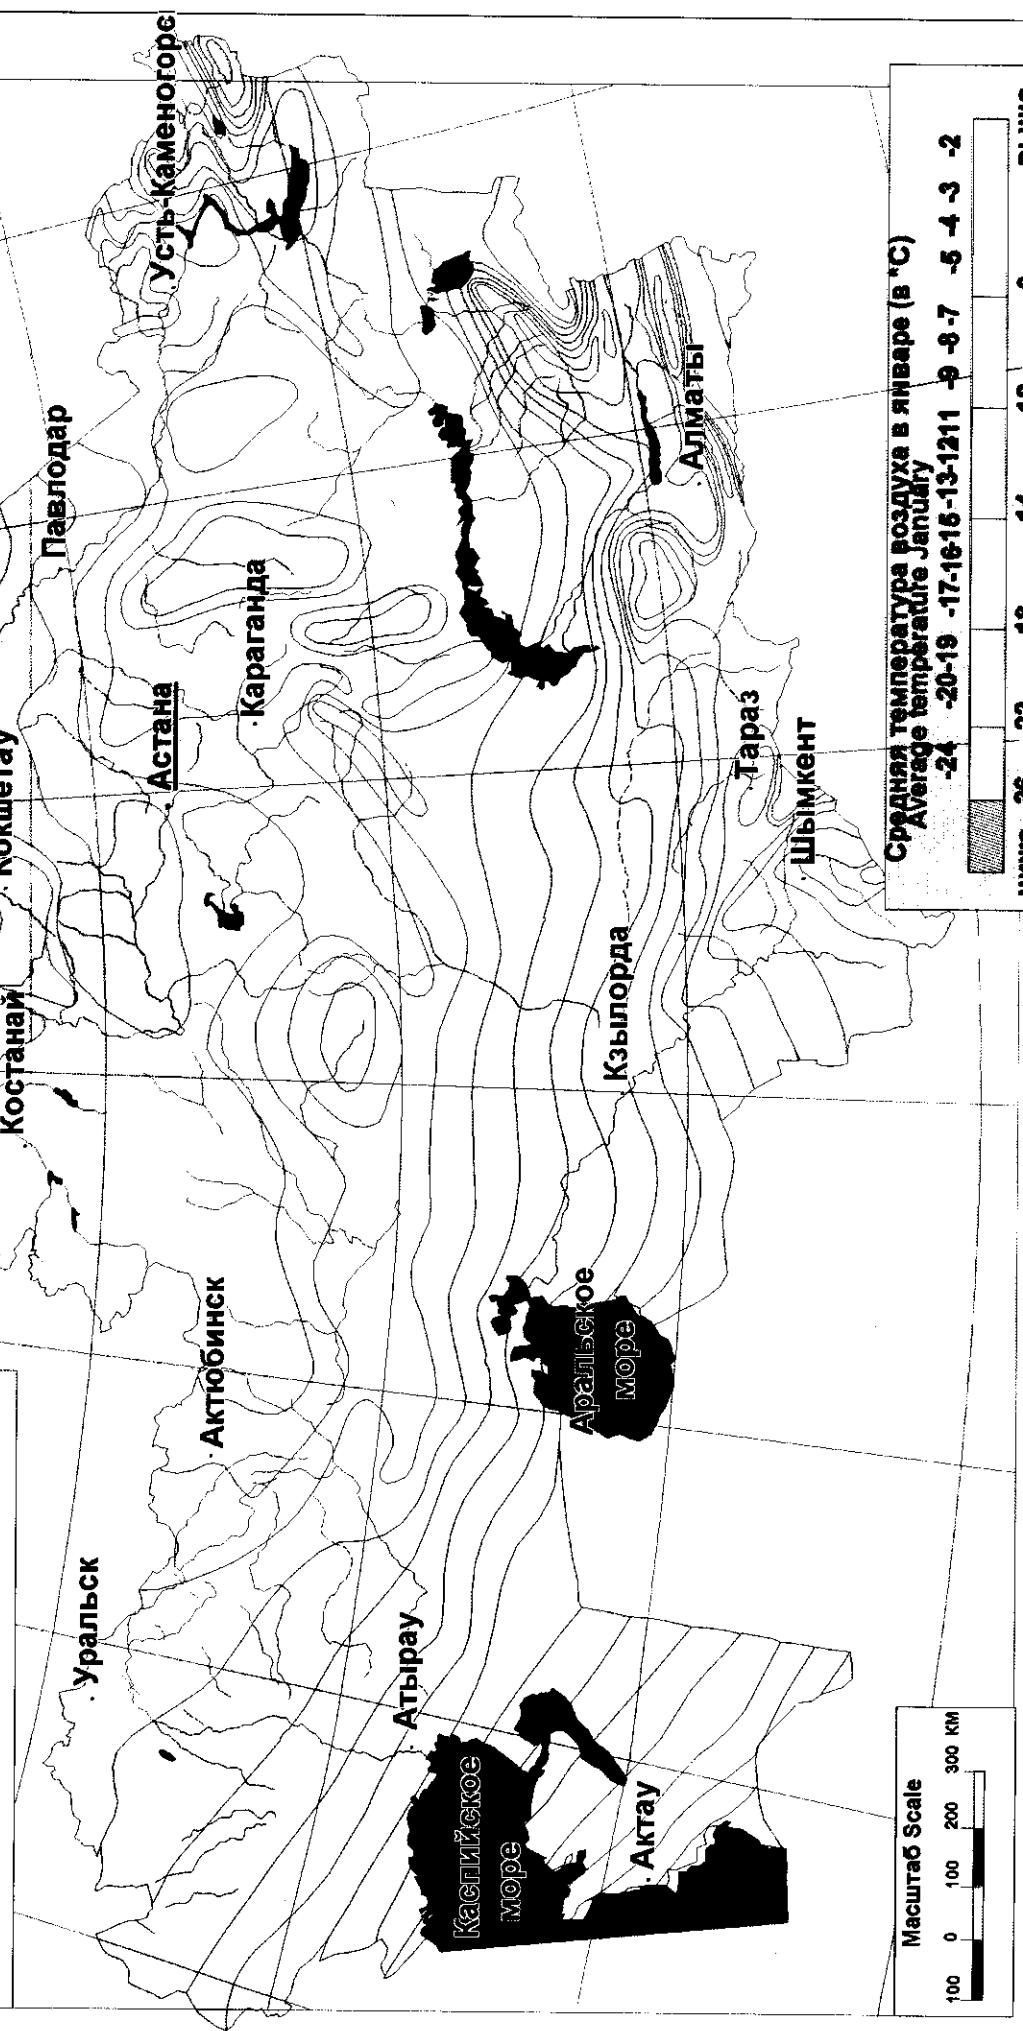 Кокшетау
Костанай
Павлодар
Усть-Каменогорс
Уральск
Актюбинск
Астана
Караганда
Атырау
Кзылорда
Алматы
Тараз
Шымкент
Аральское
море
Каспийское
море
Актау
Масштаб Scale
100 0 100 200 300 КМ
Средняя температура воздуха в январе (в °C)
Average temperature January
-24 -20-19 -17-16-15-13-1211 -9 -8-7 -5 -4 -3 -2